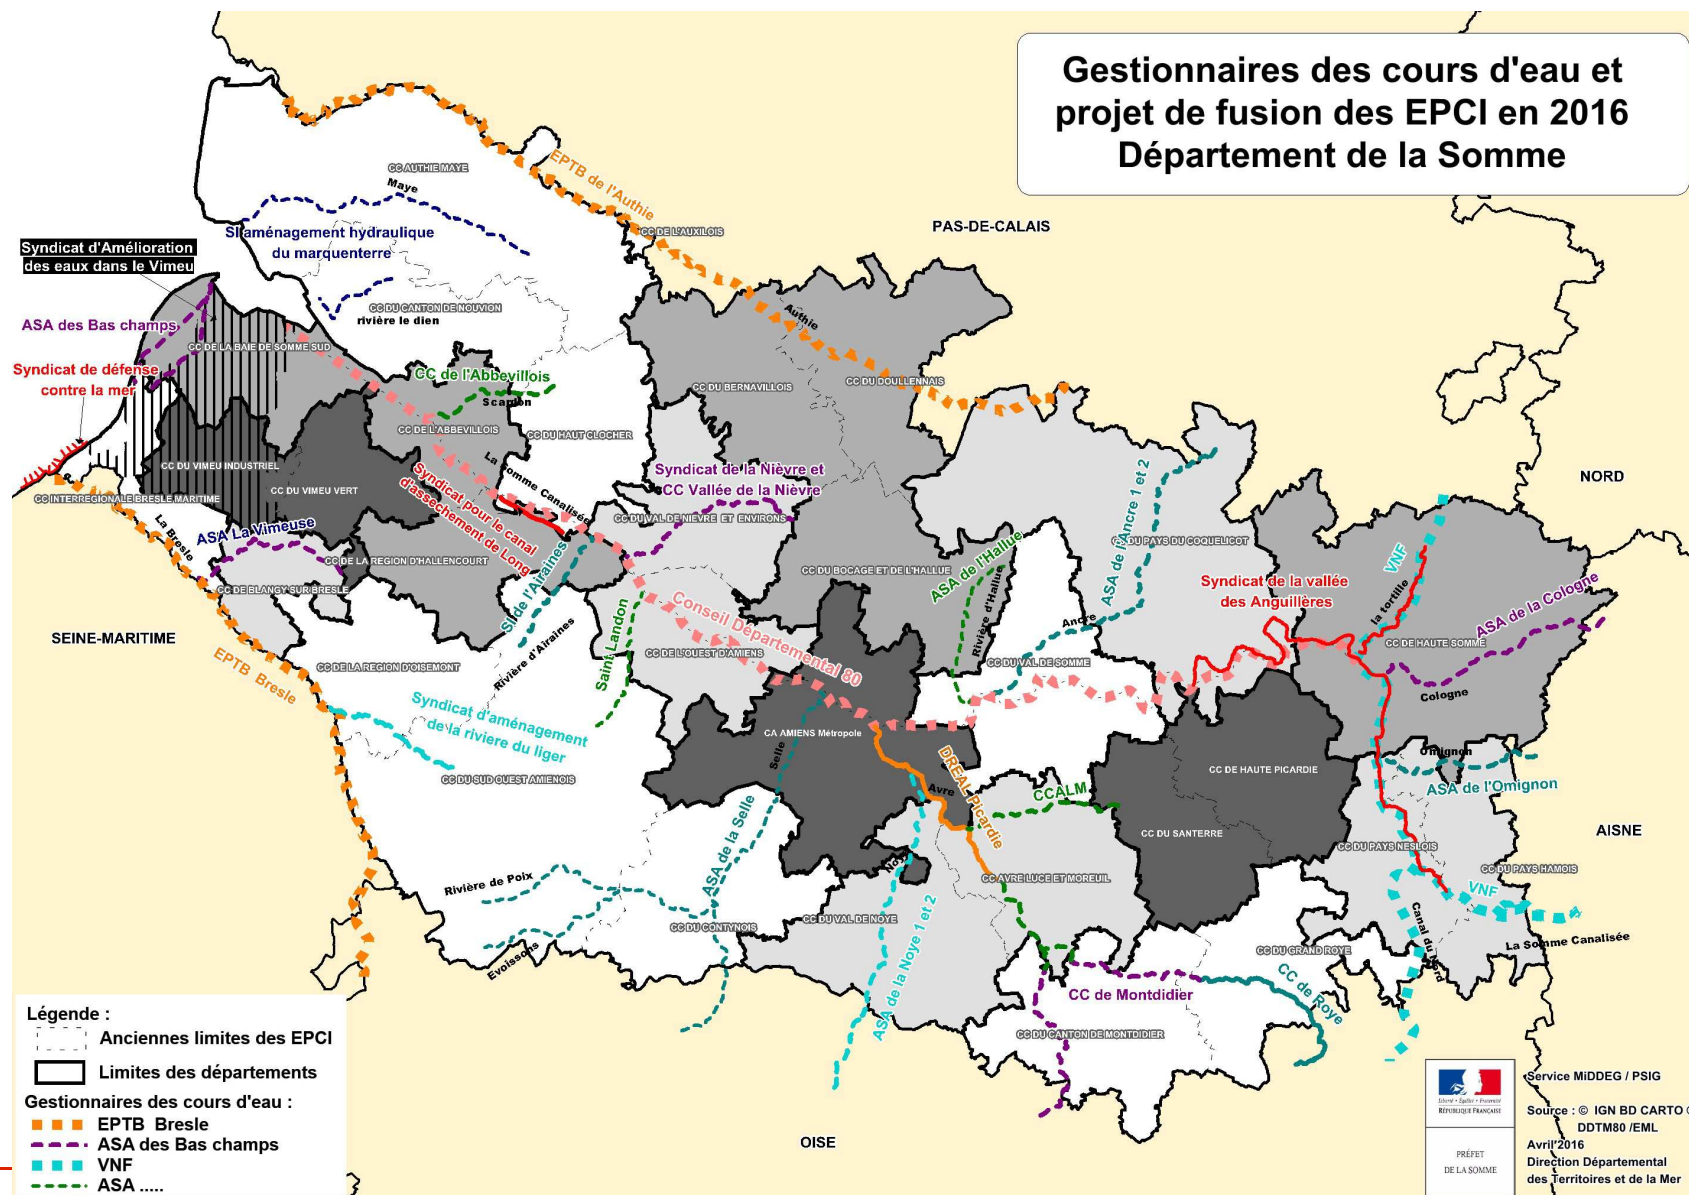 Gestionnaires des cours d'eau et
projet de fusion des EPCI en 2016
Département de la Somme
CC AUTHIE MAYE
Maye
EPTB de l'Authie
CC DE L'AUXILOIS
PAS-DE-CALAIS
SI aménagement hydraulique
du marquenterre
Syndicat d'Amélioration
des eaux dans le Vimeu
CC DU CANTON DE NOUVION
rivière le dien
ASA des Bas champs
CC DE LA BAIE DE SOMME SUD
Authie
Syndicat de défense
contre la mer
CC de l'Abbevillois
Scardon
CC DU BERNAVILLOIS
CC DU DOULLENNAIS
CC DE L'ABBEVILLOIS
CC DU HAUT CLOCHER
CC DU VIMEU INDUSTRIEL
CC DU VIMEU VERT
La Somme Canalisée
Syndicat pour le canal
d'assechement de Long
Syndicat de la Nièvre et
CC Vallée de la Nièvre
CC DU VAL DE NIEVRE ET ENVIRONS
NORD
CC INTERREGIONALE BRESLE MARITIME
La Bresle
ASA La Vimeuse
CC DE LA REGION D'HALLENCOURT
CC DE BLANGY SUR BRESLE
SI de l'Airaines
Rivière d'Airaines
CC DU BOCAGE ET DE L'HALLUE
ASA de l'Hallue
Rivière d'Hallue
ASA de l'Ancre 1 et 2
CC DU PAYS DU COQUELICOT
Ancre
VNF
la tortille
Syndicat de la vallée
des Anguillères
ASA de la Cologne
CC DE HAUTE SOMME
Cologne
SEINE-MARITIME
EPTB Bresle
CC DE LA REGION D'OISEMONT
Saint Landon
CC DE L'OUEST D'AMIENS
Conseil Départemental 80
CC DU VAL DE SOMME
Syndicat d'aménagement
de la riviere du liger
CC DU SUD OUEST AMIENOIS
CA AMIENS Métropole
Selle
ASA de la Selle
Avre
DREAL Picardie
CCALM
CC DE HAUTE PICARDIE
Omignon
ASA de l'Omignon
CC DU SANTERRE
AISNE
CC DU PAYS NESLOIS
CC DU PAYS HAMOIS
VNF
Rivière de Poix
Evoissons
CC DU CONTYNOIS
CC DU VAL DE NOYE
ASA de la Noye 1 et 2
CC AVRE LUCE ET MOREUIL
Canal du Nord
La Somme Canalisée
CC DU GRAND ROYE
CC de Roye
CC de Montdidier
CC DU CANTON DE MONTDIDIER
OISE
Légende :
Anciennes limites des EPCI
Limites des départements
Gestionnaires des cours d'eau :
EPTB Bresle
ASA des Bas champs
VNF
ASA .....
Liberté • Égalité • Fraternité
RÉPUBLIQUE FRANÇAISE
PRÉFET
DE LA SOMME
Service MiDDEG / PSIG
Source : © IGN BD CARTO ©
DDTM80 /EML
Avril 2016
Direction Départemental
des Territoires et de la Mer